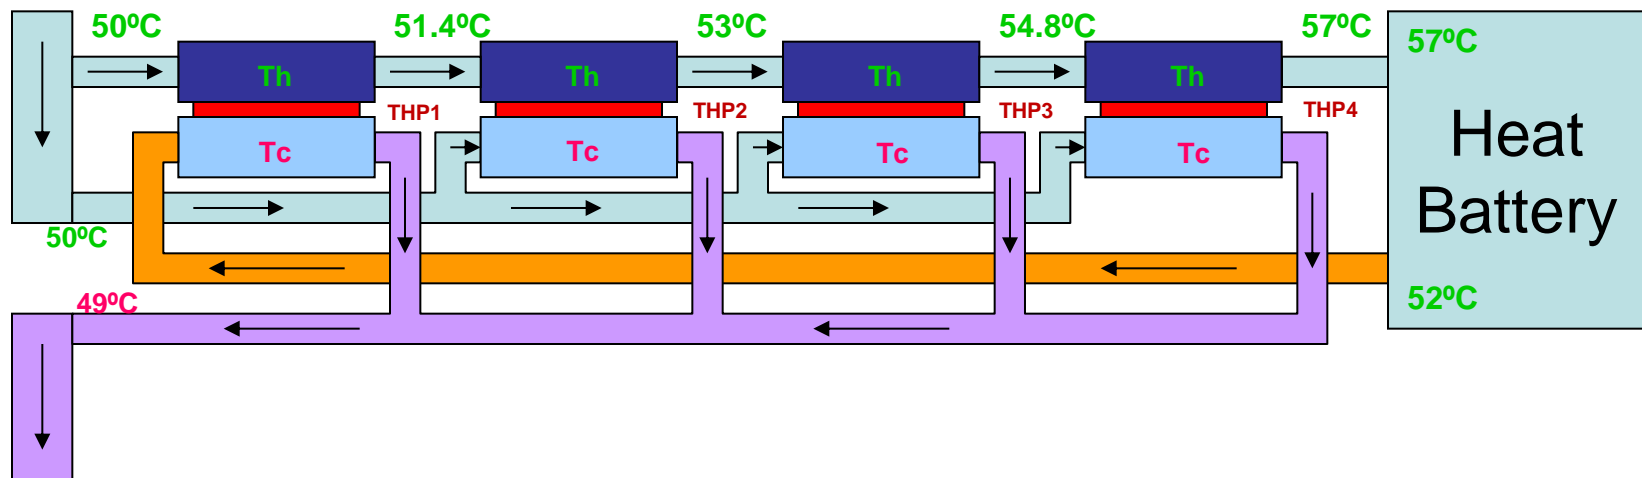 50ºC 51.4ºC 53ºC 54.8ºC 57ºC
57ºC
Th Th Th Th
THP1 THP2 THP3 THP4
Heat
Battery
Tc Tc Tc Tc
50ºC
49ºC
52ºC